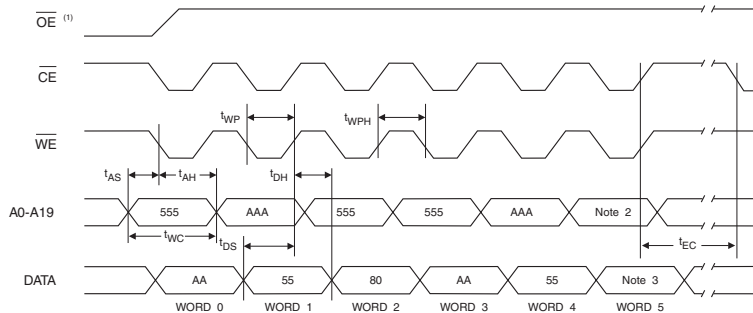 OE (1)
CE
tWP tWPH
WE
tAS tAH tDH
A0-A19 555 AAA 555 555 AAA Note 2
tWC tDS tEC
DATA AA 55 80 AA 55 Note 3
WORD 0 WORD 1 WORD 2 WORD 3 WORD 4 WORD 5